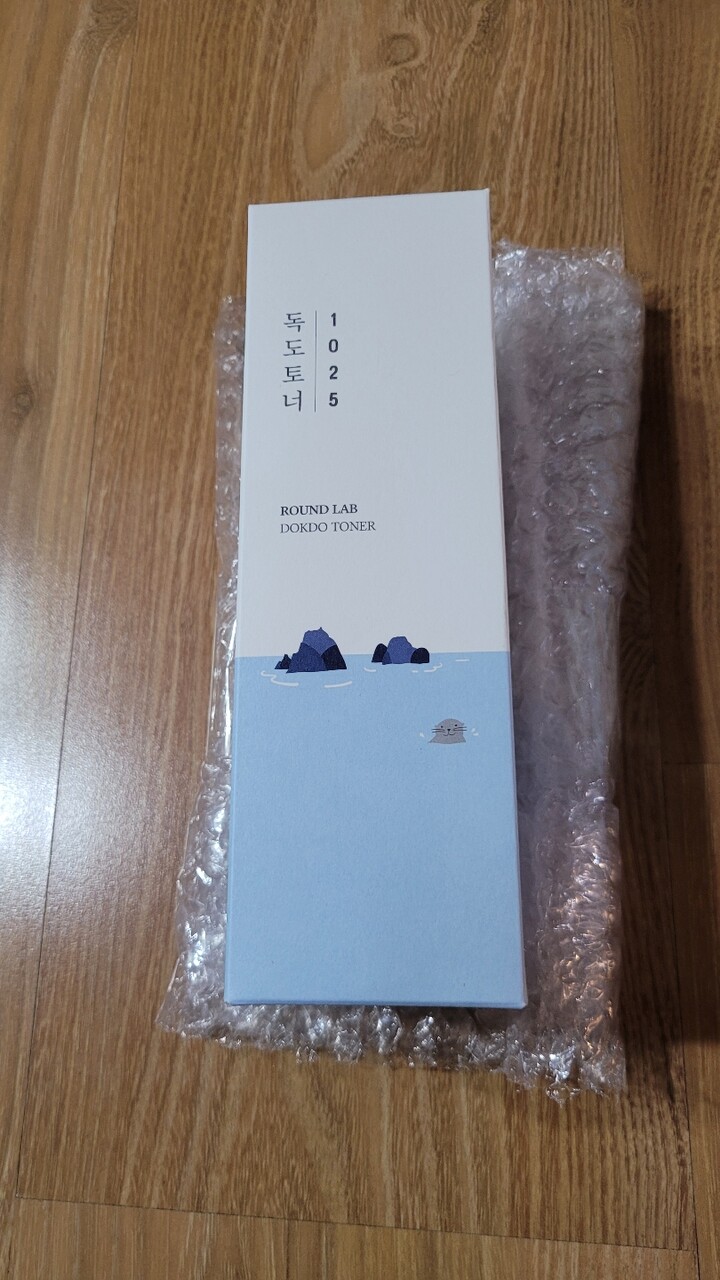 독도토너
1025
ROUND LAB
DOKDO TONER